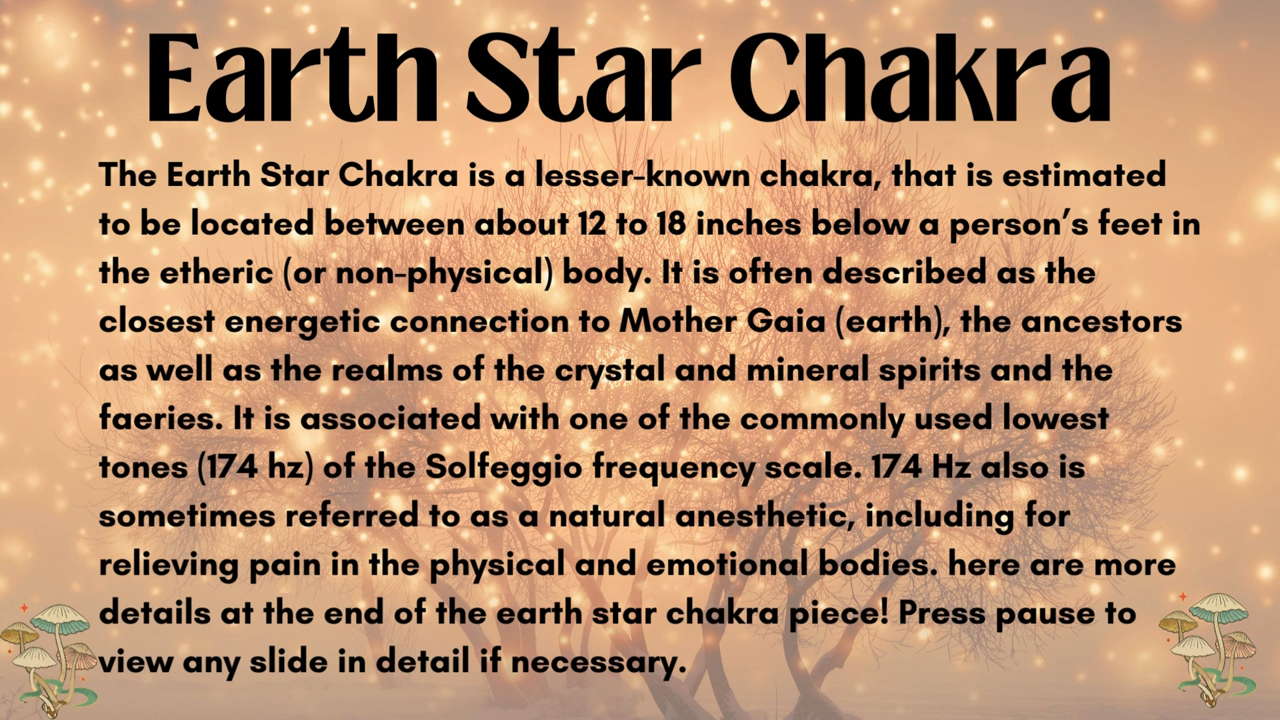 Earth Star Chakra
The Earth Star Chakra is a lesser-known chakra, that is estimated
to be located between about 12 to 18 inches below a person's feet in
the etheric (or non-physical) body. It is often described as the
closest energetic connection to Mother Gaia (earth), the ancestors
as well as the realms of the crystal and mineral spirits and the
faeries. It is associated with one of the commonly used lowest
tones (174 hz) of the Solfeggio frequency scale. 174 Hz also is
sometimes referred to as a natural anesthetic, including for
relieving pain in the physical and emotional bodies. here are more
details at the end of the earth star chakra piece! Press pause to
view any slide in detail if necessary.